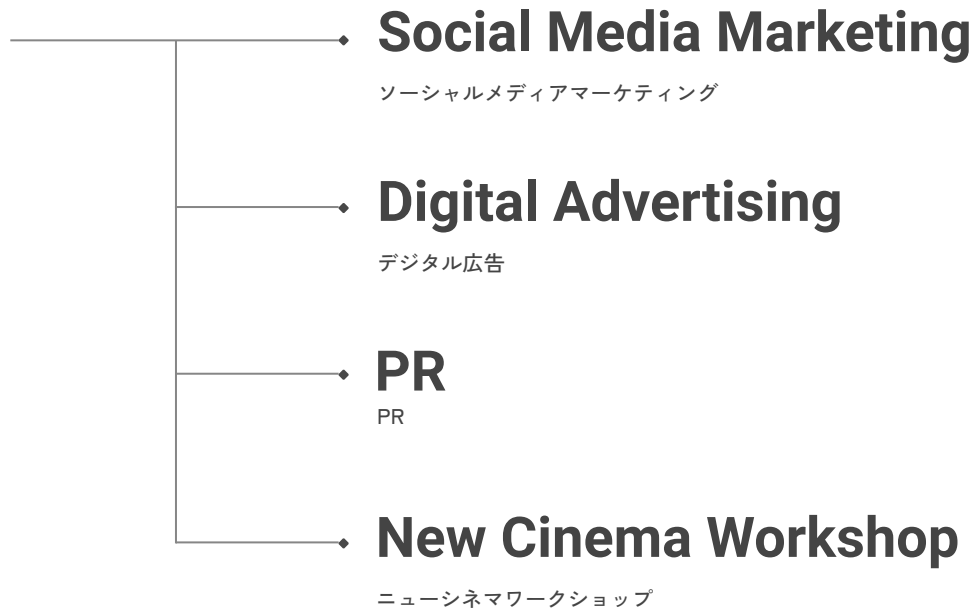 Social Media Marketing
ソーシャルメディアマーケティング
Digital Advertising
デジタル広告
PR
PR
New Cinema Workshop
ニューシネマワークショップ